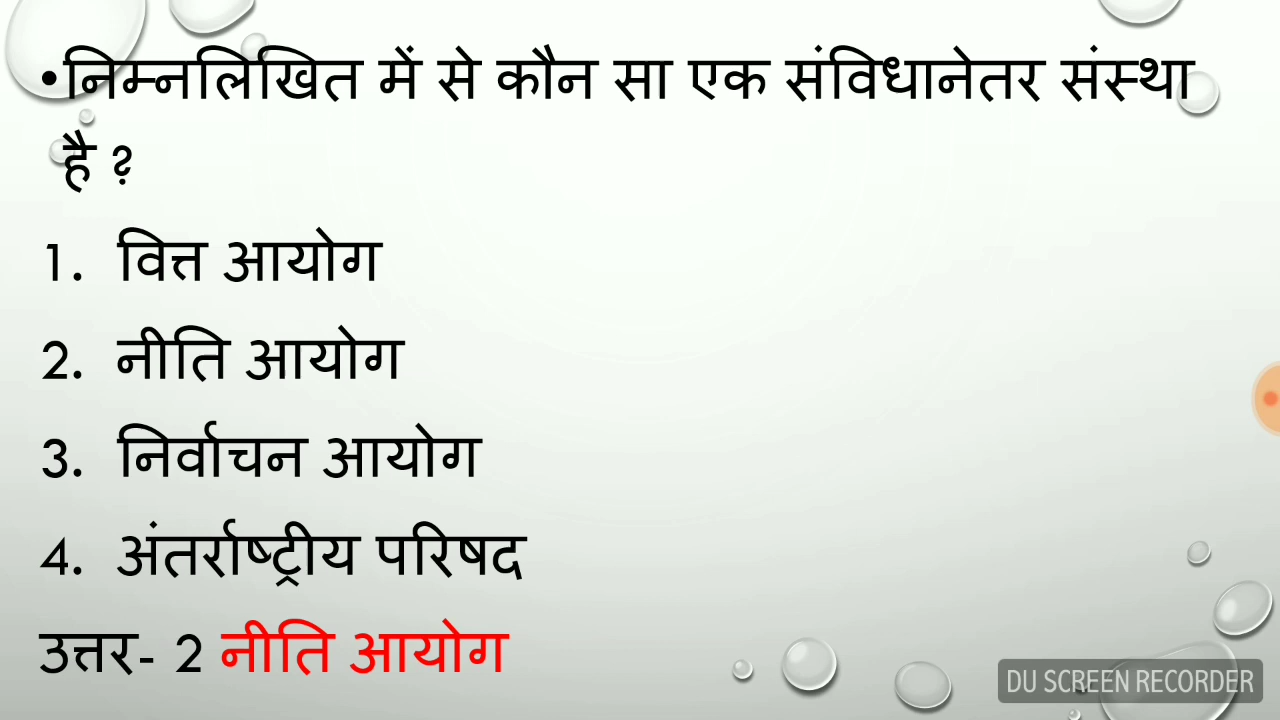 •निम्नलिखित में से कौन सा एक संविधानेतर संस्था
है ?
1. वित्त आयोग
2. नीति आयोग
3. निर्वाचन आयोग
4. अंतर्राष्ट्रीय परिषद
उत्तर- 2 नीति आयोग
DU SCREEN RECORDER